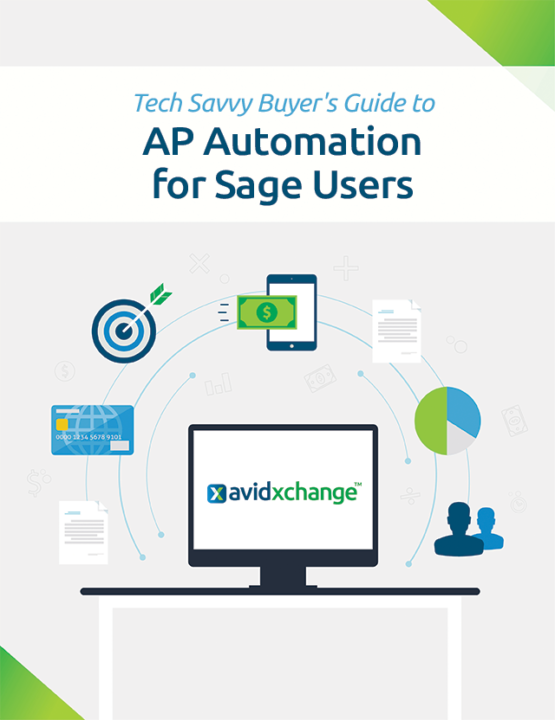 Tech Savvy Buyer's Guide to
AP Automation
for Sage Users
0000 1234 5678 9101
avidxchange™